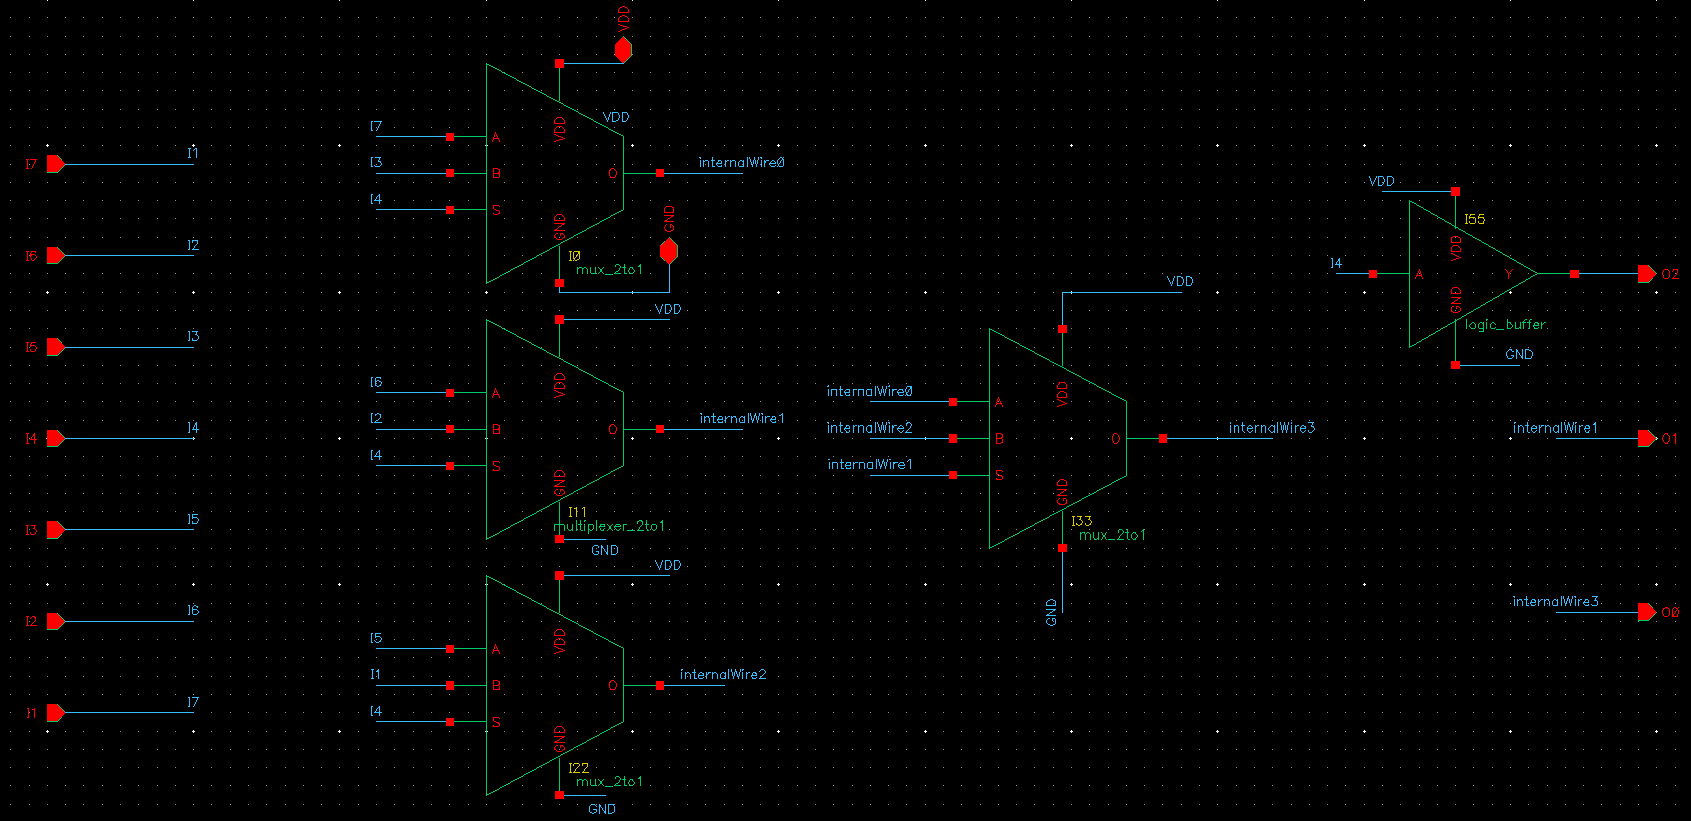 I7
I1
I6
I2
I5
I3
I4
I4
I3
I5
I2
I6
I1
I7
VDD
VDD
VDD
I7
A
I3
B
I4
S
O
internalWire0
GND
GND
I0
mux_2to1
VDD
VDD
I6
A
I2
B
I4
S
O
internalWire1
GND
I11
multiplexer_2to1
GND
VDD
VDD
I5
A
I1
B
I4
S
O
internalWire2
GND
I22
mux_2to1
GND
VDD
VDD
internalWire0
A
internalWire2
B
internalWire1
S
O
internalWire3
GND
I33
mux_2to1
GND
VDD
I55
VDD
I4
A
Y
O2
GND
logic_buffer
GND
internalWire1
O1
internalWire3
O0